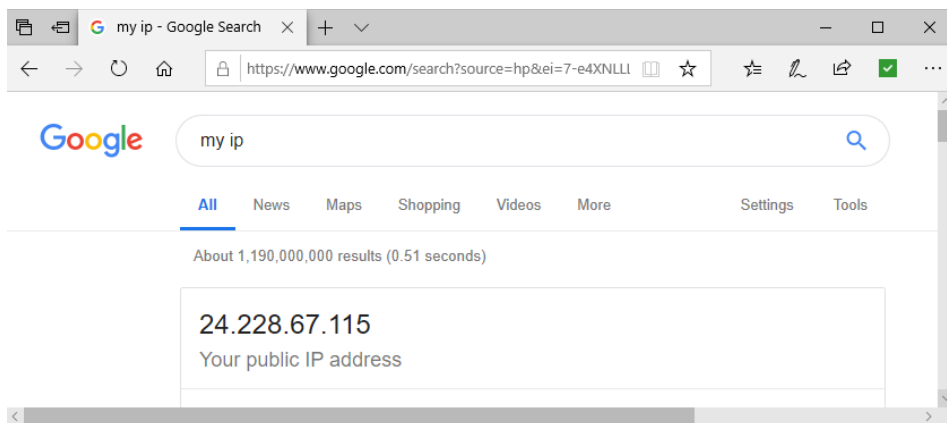 my ip - Google Search
https://www.google.com/search?source=hp&ei=7-e4XNLLI
Google
my ip
All News Maps Shopping Videos More Settings Tools
About 1,190,000,000 results (0.51 seconds)
24.228.67.115
Your public IP address